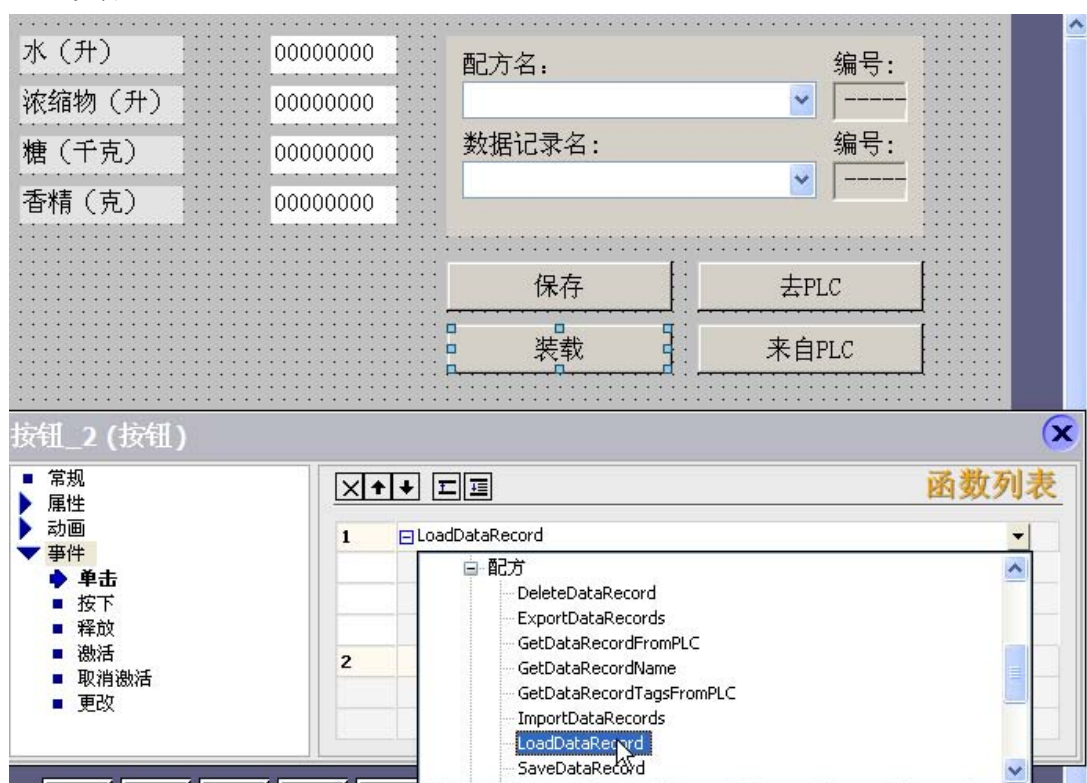 水（升） 00000000
浓缩物（升） 00000000
糖（千克） 00000000
香精（克） 00000000
配方名： 编号：
-----
数据记录名： 编号：
-----
保存 去PLC
装载 来自PLC
按钮_2 (按钮)
常规
属性
动画
事件
单击
按下
释放
激活
取消激活
更改
函数列表
1 LoadDataRecord
配方
DeleteDataRecord
ExportDataRecords
GetDataRecordFromPLC
GetDataRecordName
GetDataRecordTagsFromPLC
ImportDataRecords
LoadDataRecord
SaveDataRecord
2